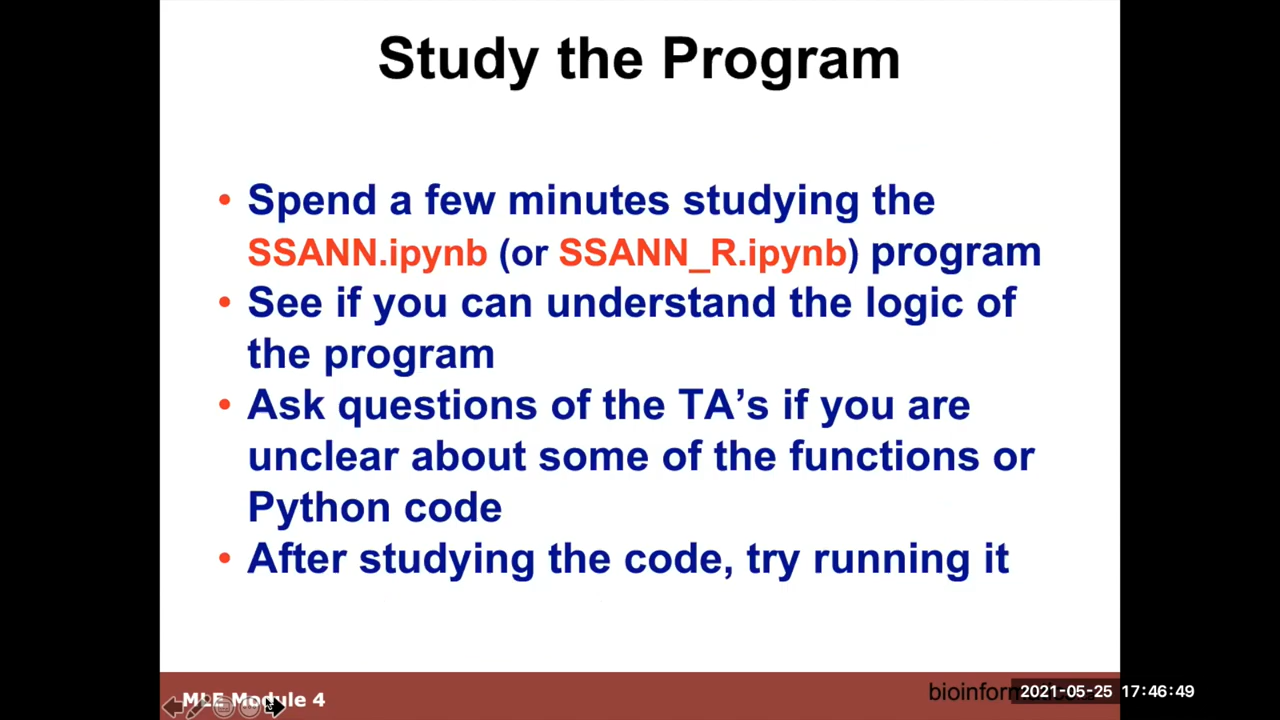 Study the Program
• Spend a few minutes studying the
SSANN.ipynb (or SSANN_R.ipynb) program
• See if you can understand the logic of
the program
• Ask questions of the TA’s if you are
unclear about some of the functions or
Python code
• After studying the code, try running it
MLE Module 4
2021-05-25 17:46:49